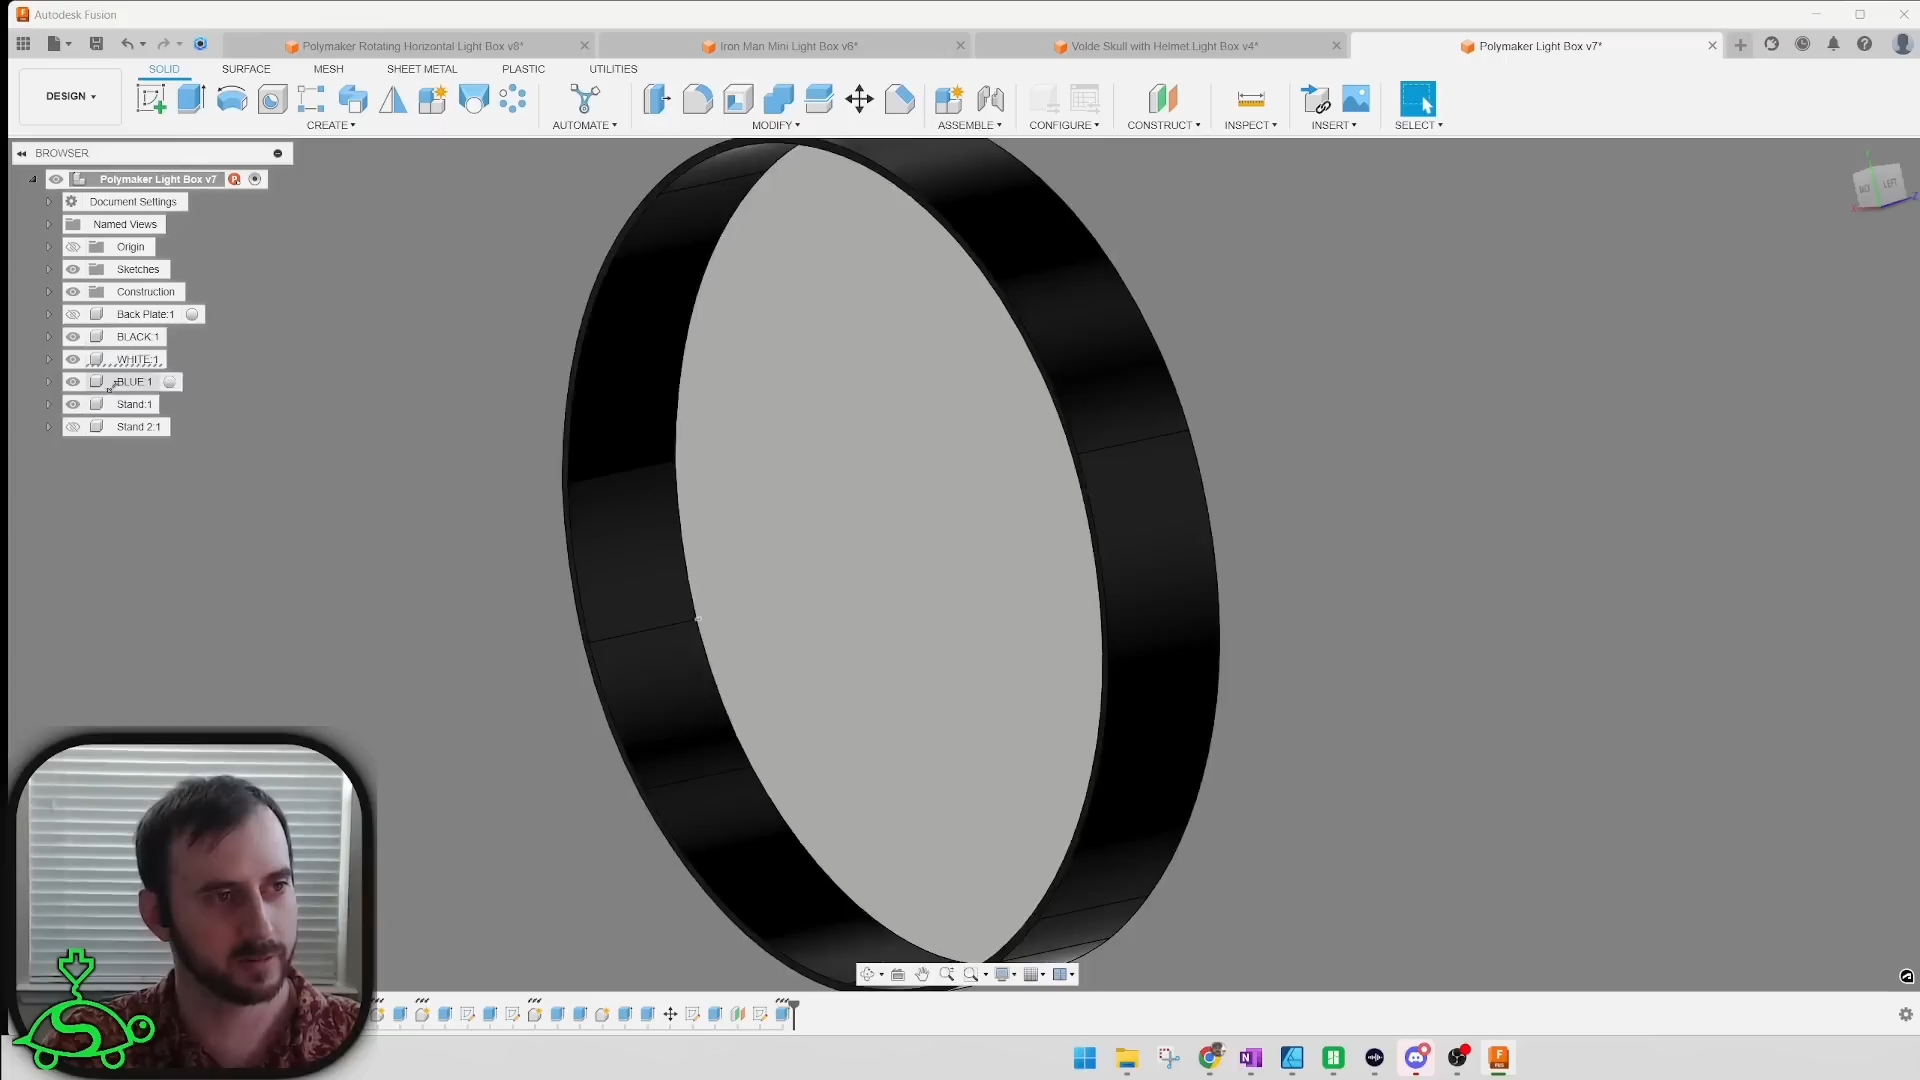 Autodesk Fusion
Polymaker Rotating Horizontal Light Box v8*
Iron Man Mini Light Box v6*
Volde Skull with Helmet Light Box v4*
Polymaker Light Box v7*
DESIGN
SOLID
SURFACE
MESH
SHEET METAL
PLASTIC
UTILITIES
CREATE
AUTOMATE
MODIFY
ASSEMBLE
CONFIGURE
CONSTRUCT
INSPECT
INSERT
SELECT
BROWSER
Polymaker Light Box v7
Document Settings
Named Views
Origin
Sketches
Construction
Back Plate:1
BLACK:1
WHITE:1
BLUE 1
Stand:1
Stand 2:1
BACK
LEFT
S